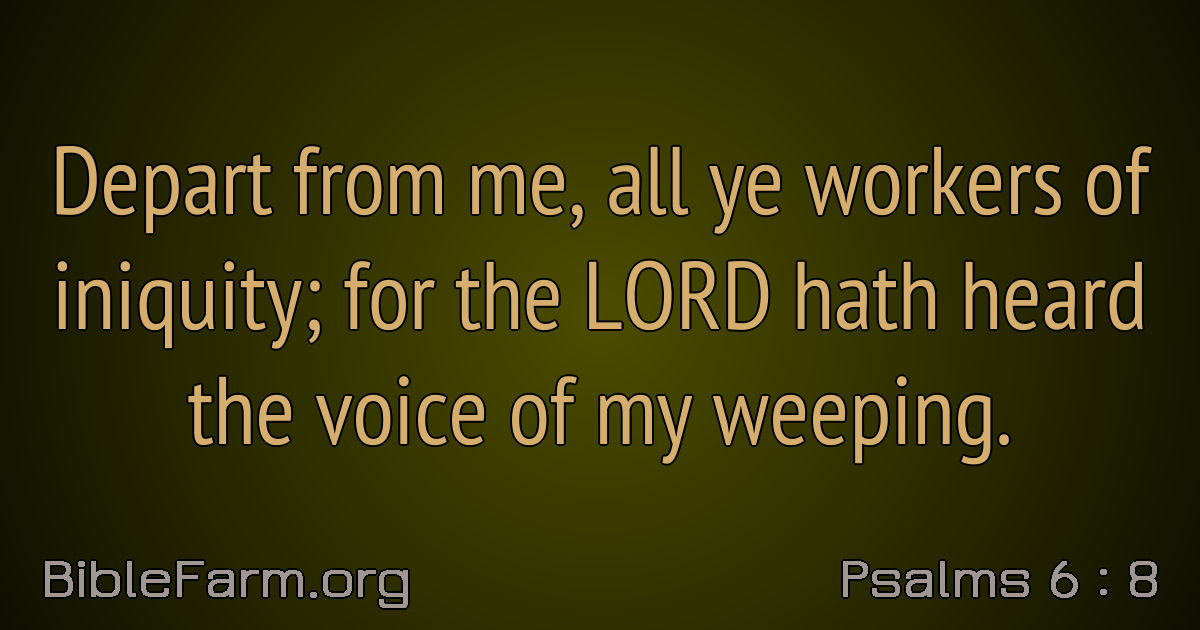 Depart from me, all ye workers of
iniquity; for the LORD hath heard
the voice of my weeping.
BibleFarm.org
Psalms 6 : 8